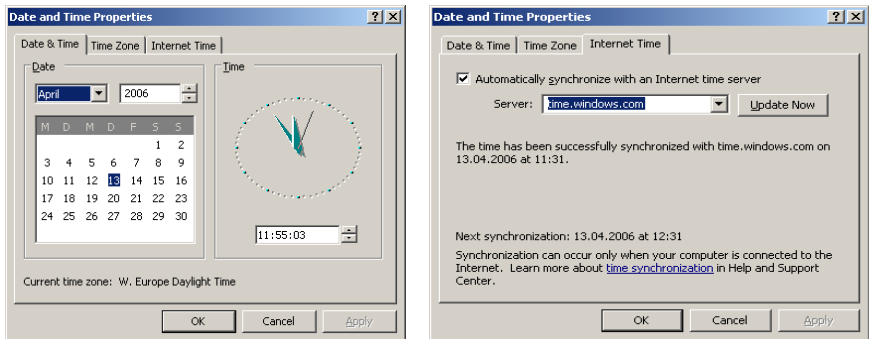 Date and Time Properties
Date & Time Time Zone Internet Time
Date
April 2006
M D M D F S S
1 2
3 4 5 6 7 8 9
10 11 12 13 14 15 16
17 18 19 20 21 22 23
24 25 26 27 28 29 30
Time
11:55:03
Current time zone: W. Europe Daylight Time
OK Cancel Apply
Date and Time Properties
Date & Time Time Zone Internet Time
Automatically synchronize with an Internet time server
Server: time.windows.com Update Now
The time has been successfully synchronized with time.windows.com on
13.04.2006 at 11:31.
Next synchronization: 13.04.2006 at 12:31
Synchronization can occur only when your computer is connected to the
Internet. Learn more about time synchronization in Help and Support
Center.
OK Cancel Apply